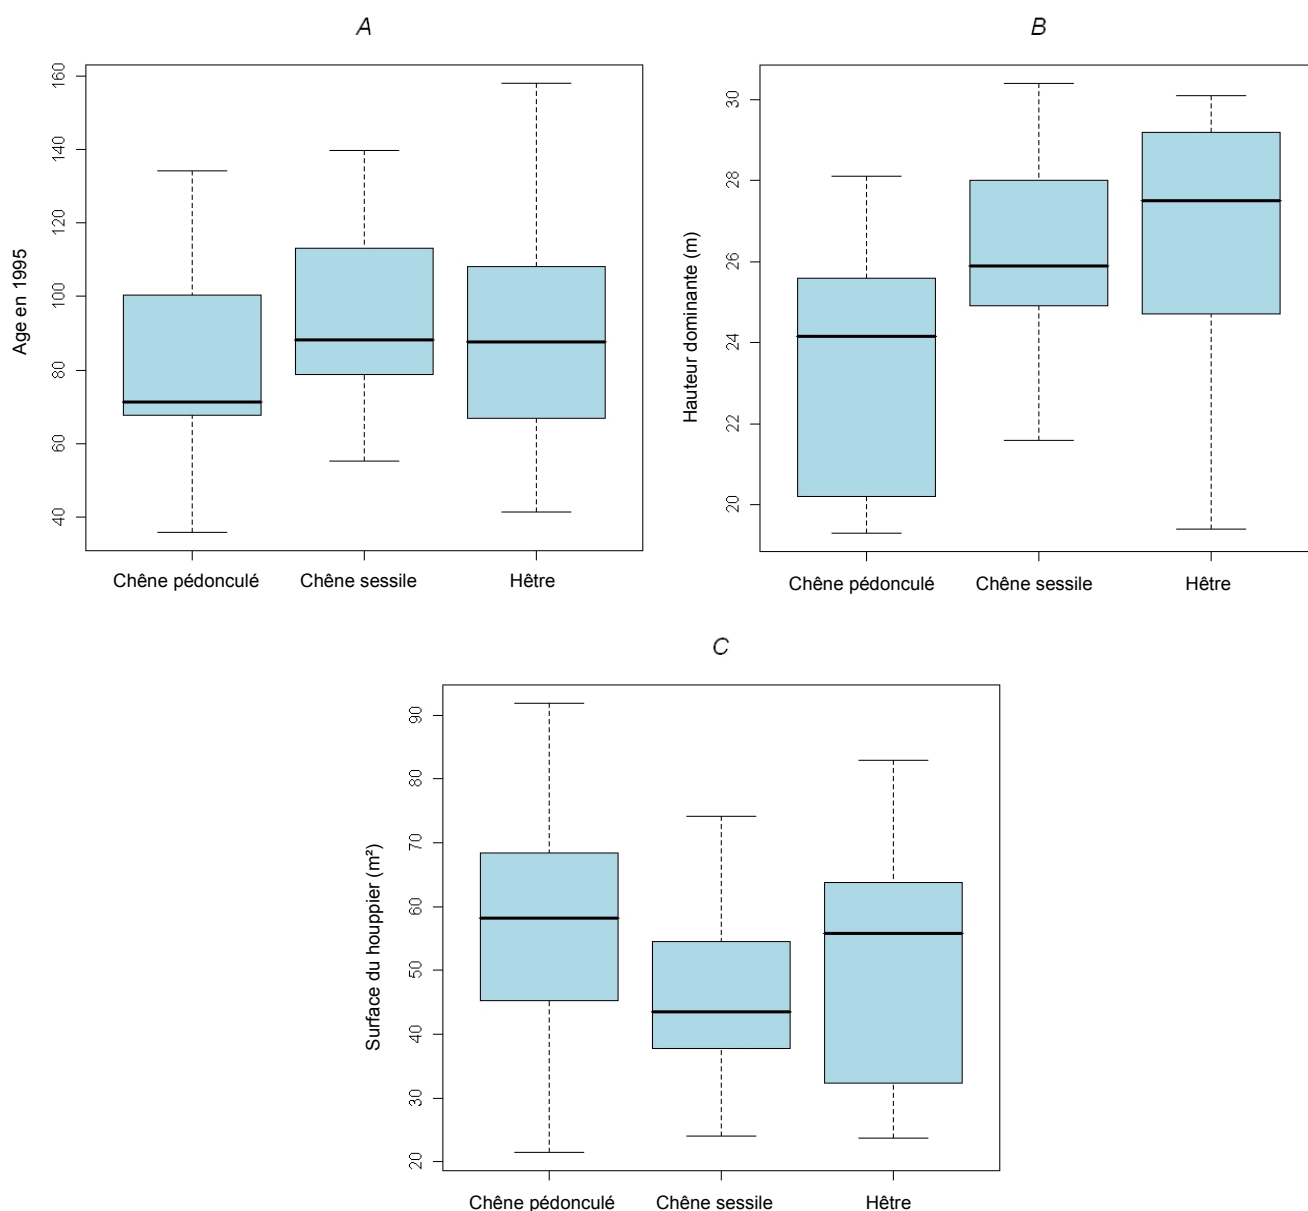 A
Age en 1995
160
140
120
100
80
60
40
Chêne pédonculé
Chêne sessile
Hêtre
B
Hauteur dominante (m)
30
28
26
24
22
20
Chêne pédonculé
Chêne sessile
Hêtre
C
Surface du houppier (m²)
90
80
70
60
50
40
30
20
Chêne pédonculé
Chêne sessile
Hêtre